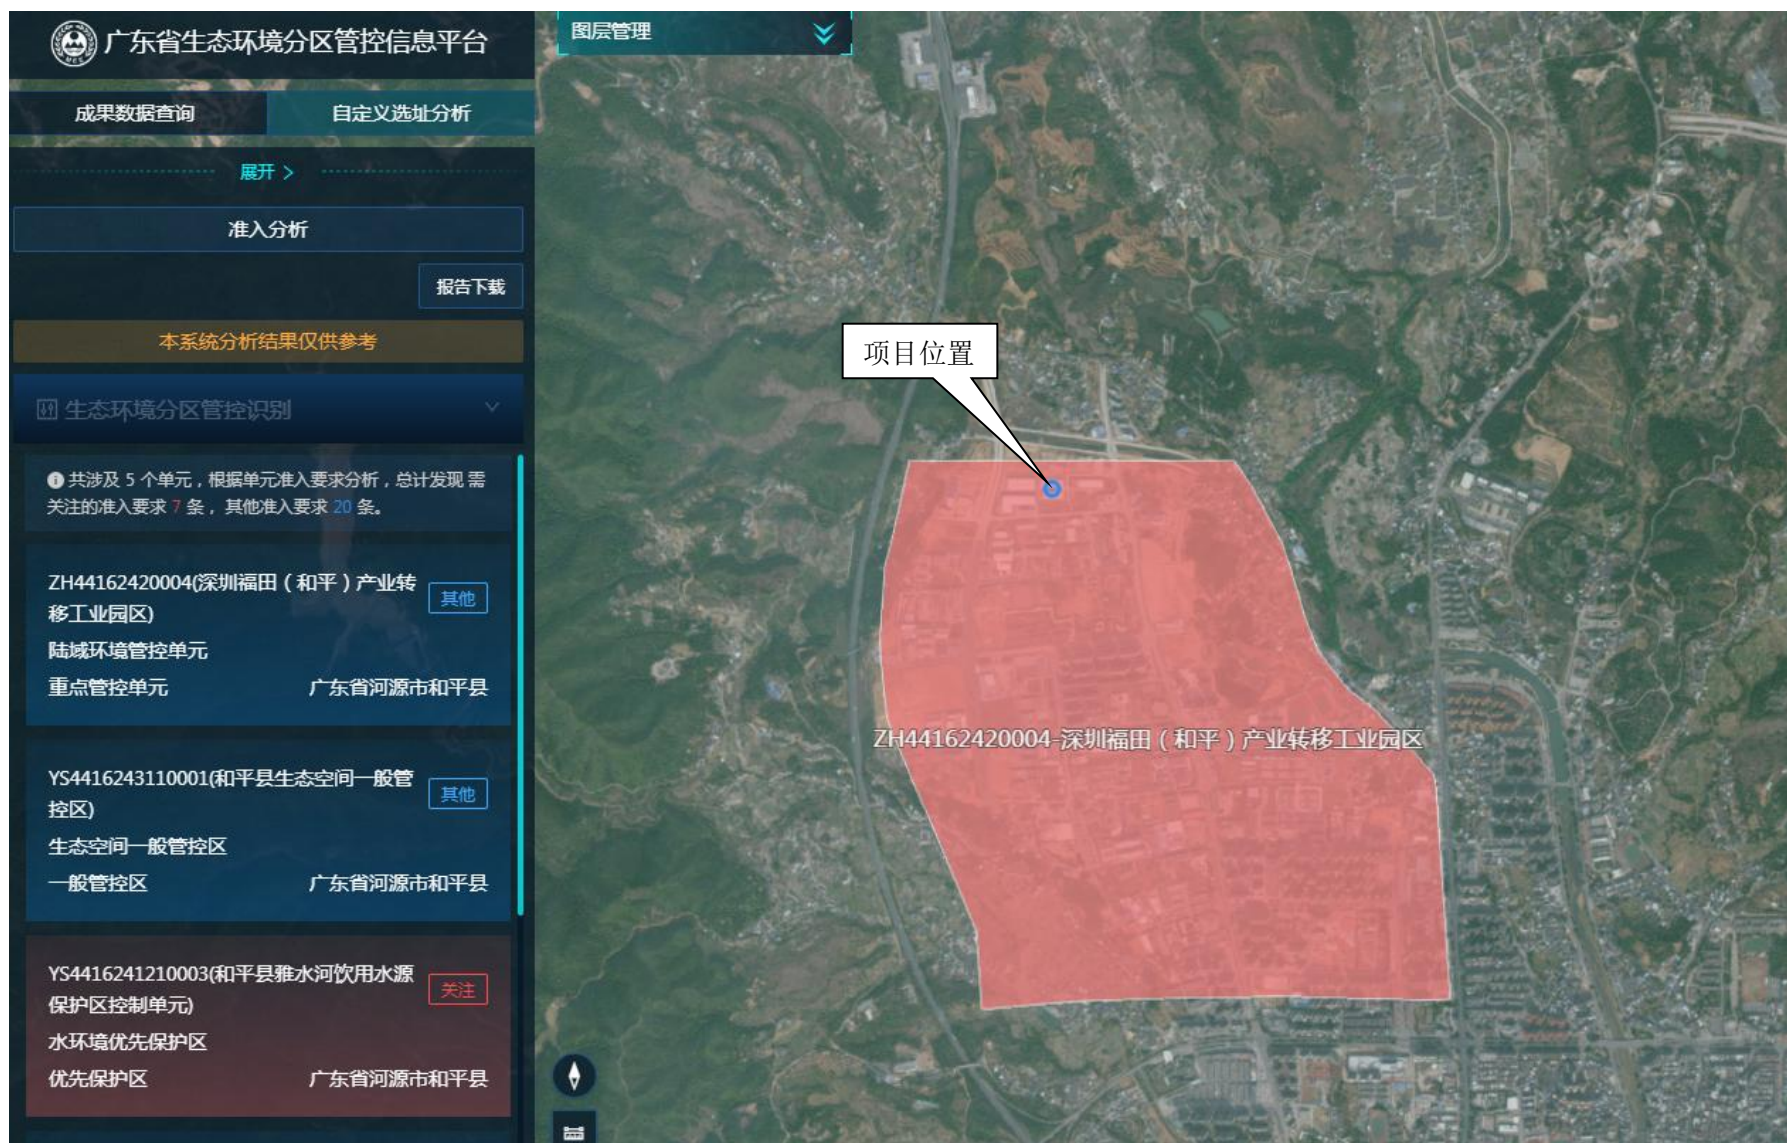 广东省生态环境分区管控信息平台
图层管理
成果数据查询
自定义选址分析
展开 >
准入分析
报告下载
本系统分析结果仅供参考
生态环境分区管控识别
共涉及 5 个单元，根据单元准入要求分析，总计发现 需
关注的准入要求 7 条， 其他准入要求 20 条。
ZH44162420004(深圳福田（和平）产业转
移工业园区)
其他
陆域环境管控单元
重点管控单元
广东省河源市和平县
YS4416243110001(和平县生态空间一般管
控区)
其他
生态空间一般管控区
一般管控区
广东省河源市和平县
YS4416241210003(和平县雅水河饮用水源
保护区控制单元)
关注
水环境优先保护区
优先保护区
广东省河源市和平县
项目位置
ZH44162420004-深圳福田（和平）产业转移工业园区